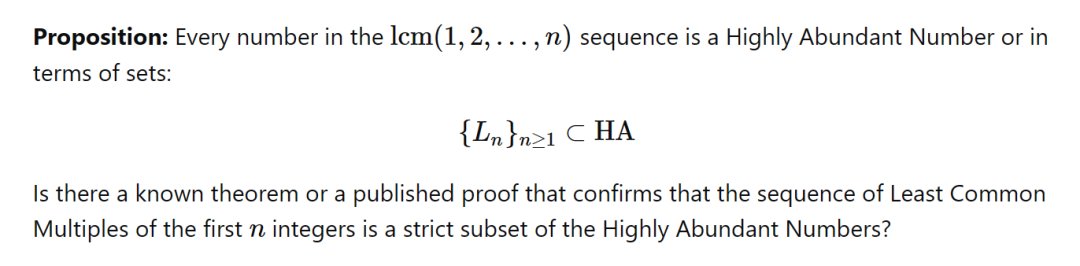 Proposition: Every number in the lcm(1, 2, . . . , n) sequence is a Highly Abundant Number or in
terms of sets:
{Lₙ}ₙ≥₁ ⊂ HA
Is there a known theorem or a published proof that confirms that the sequence of Least Common
Multiples of the first n integers is a strict subset of the Highly Abundant Numbers?